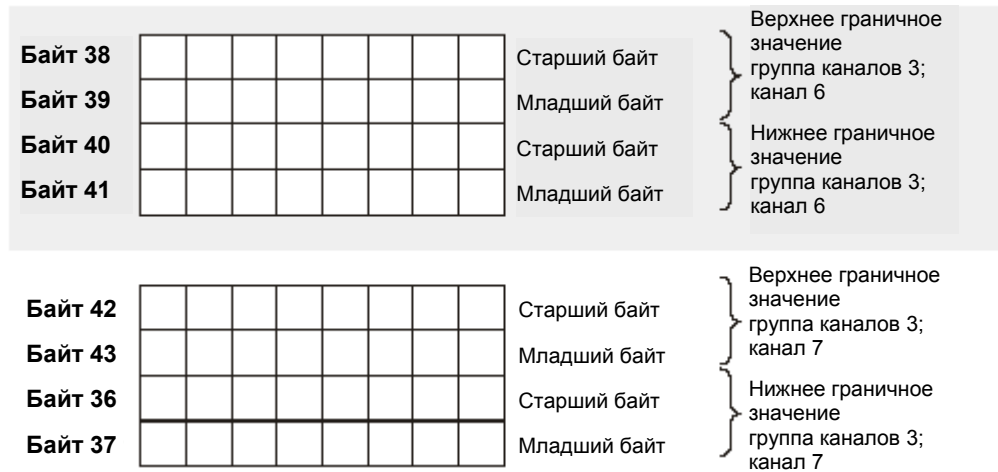 Байт 38
Байт 39
Байт 40
Байт 41
Старший байт
Младший байт
Старший байт
Младший байт
Верхнее граничное
значение
группа каналов 3;
канал 6
Нижнее граничное
значение
группа каналов 3;
канал 6
Байт 42
Байт 43
Байт 36
Байт 37
Старший байт
Младший байт
Старший байт
Младший байт
Верхнее граничное
значение
группа каналов 3;
канал 7
Нижнее граничное
значение
группа каналов 3;
канал 7